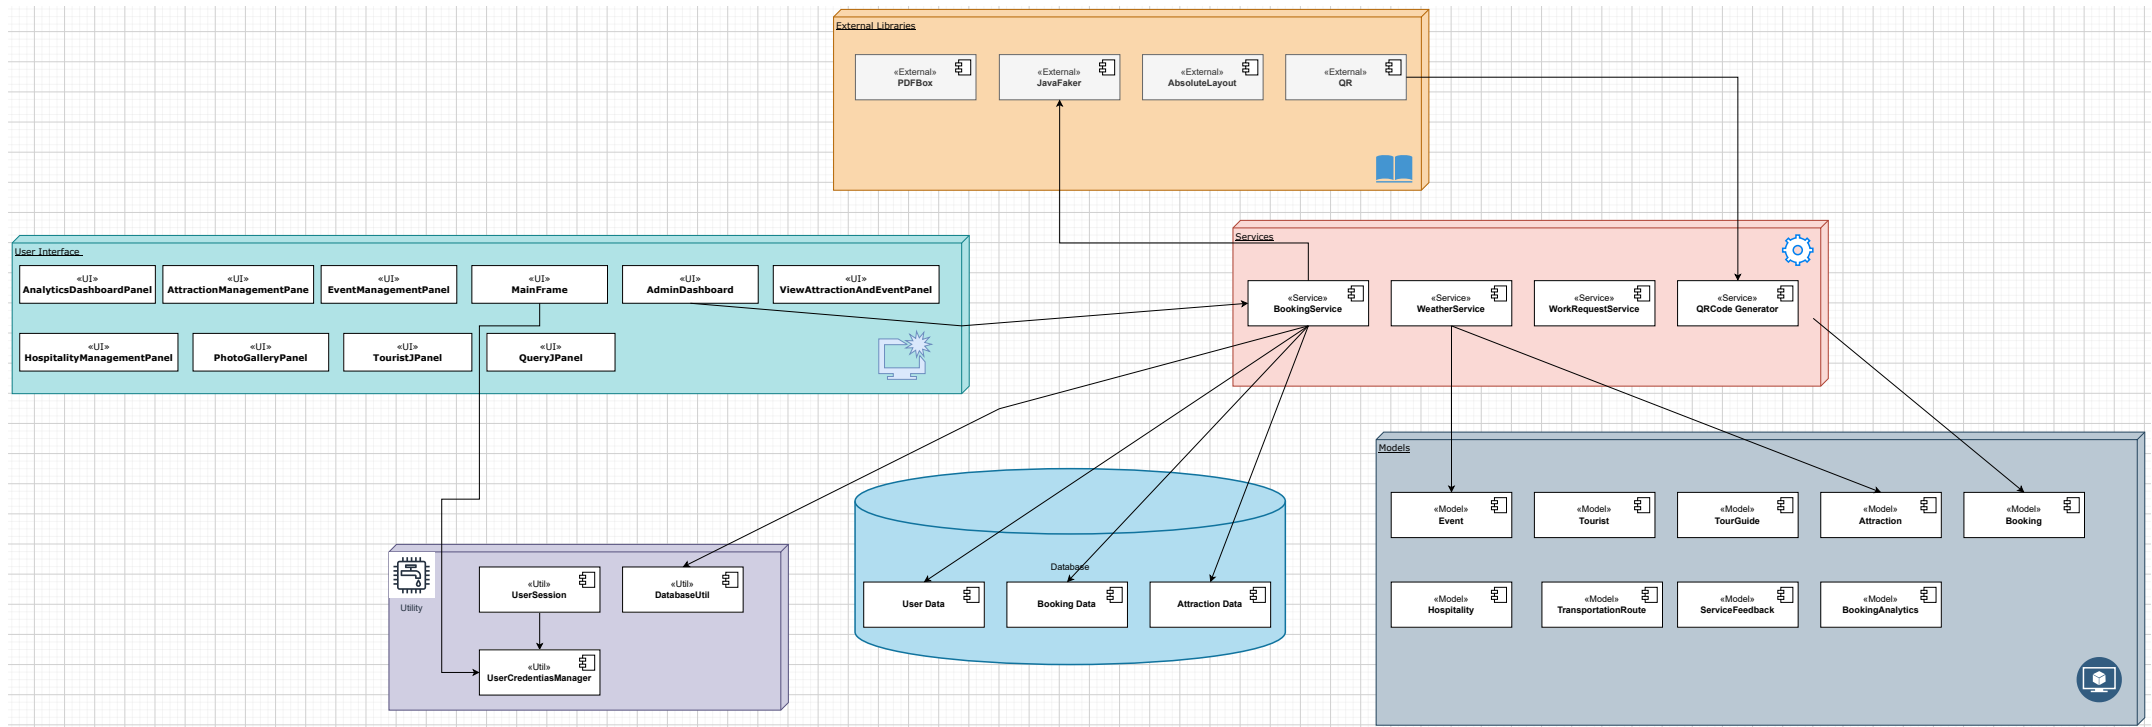 External Libraries
«External»
PDFBox
«External»
JavaFaker
«External»
AbsoluteLayout
«External»
QR
User Interface
«UI»
AnalyticsDashboardPanel
«UI»
AttractionManagementPane
«UI»
EventManagementPanel
«UI»
MainFrame
«UI»
AdminDashboard
«UI»
ViewAttractionAndEventPanel
«UI»
HospitalityManagementPanel
«UI»
PhotoGalleryPanel
«UI»
TouristJPanel
«UI»
QueryJPanel
Services
«Service»
BookingService
«Service»
WeatherService
«Service»
WorkRequestService
«Service»
QRCode Generator
Utility
«Util»
UserSession
«Util»
DatabaseUtil
«Util»
UserCredentiasManager
Database
User Data
Booking Data
Attraction Data
Models
«Model»
Event
«Model»
Tourist
«Model»
TourGuide
«Model»
Attraction
«Model»
Booking
«Model»
Hospitality
«Model»
TransportationRoute
«Model»
ServiceFeedback
«Model»
BookingAnalytics